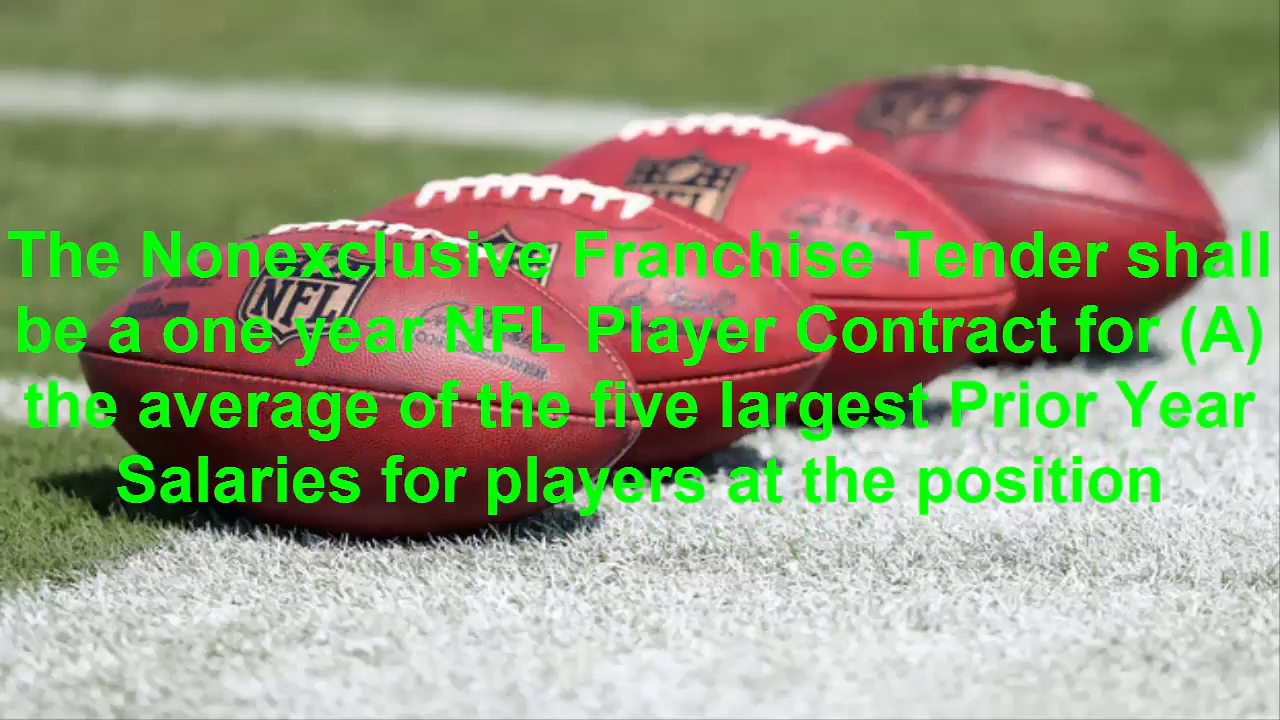 The Nonexclusive Franchise Tender shall
be a one year NFL Player Contract for (A)
the average of the five largest Prior Year
Salaries for players at the position
NFL